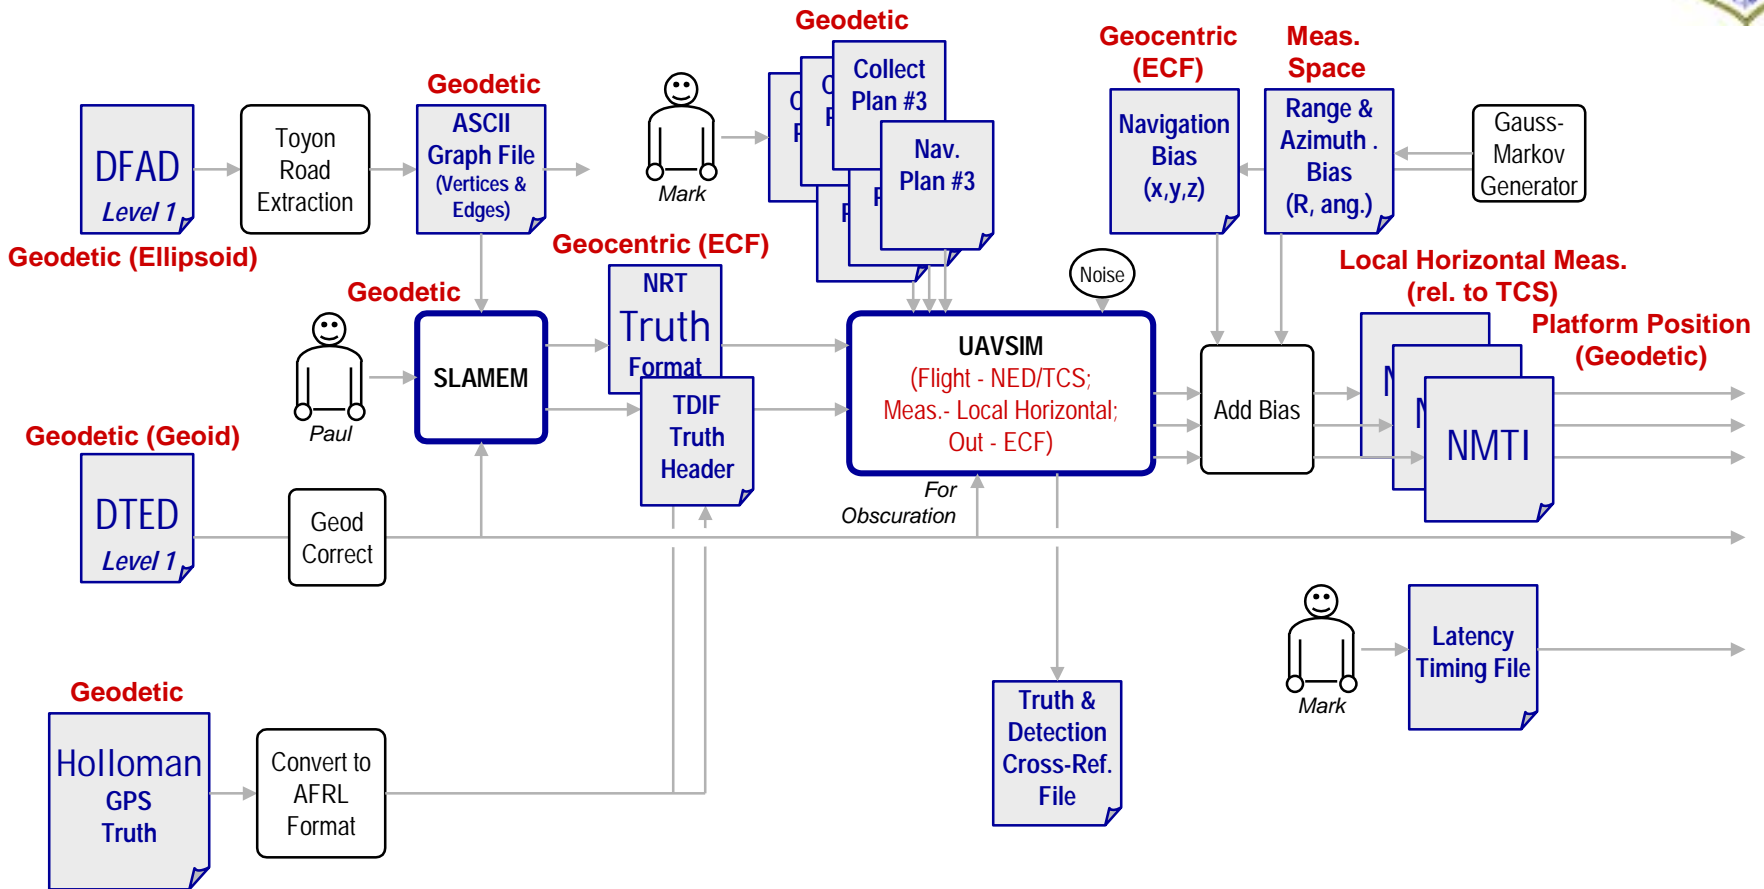 Geodetic
Geocentric
(ECF)
Meas.
Space
Geodetic
DFAD
Level 1
Geodetic (Ellipsoid)
Toyon
Road
Extraction
ASCII
Graph File
(Vertices &
Edges)
Mark
C
P
C
P
Collect
Plan #3
P
P
Nav.
Plan #3
Navigation
Bias
(x,y,z)
Range &
Azimuth .
Bias
(R, ang.)
Gauss-
Markov
Generator
Geocentric (ECF)
Geodetic
Paul
SLAMEM
NRT
Truth
Format
TDIF
Truth
Header
Noise
UAVSIM
(Flight - NED/TCS;
Meas.- Local Horizontal;
Out - ECF)
For
Obscuration
Add Bias
Local Horizontal Meas.
(rel. to TCS)
Platform Position
(Geodetic)
N
N
NMTI
Geodetic (Geoid)
DTED
Level 1
Geod
Correct
Mark
Latency
Timing File
Truth &
Detection
Cross-Ref.
File
Geodetic
Holloman
GPS
Truth
Convert to
AFRL
Format